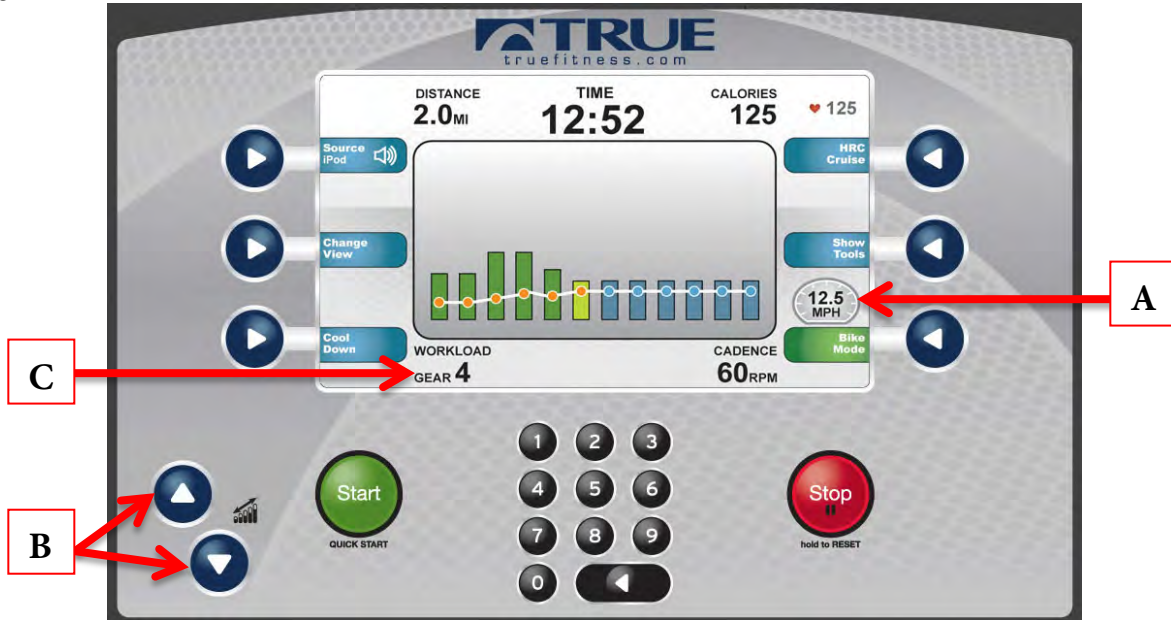 TRUE
truefitness.com
DISTANCE
2.0MI
TIME
12:52
CALORIES
125
♥ 125
Source
iPod
HRC
Cruise
Change
View
Show
Tools
12.5
MPH
A
Cool
Down
Bike
Mode
WORKLOAD
GEAR 4
CADENCE
60RPM
C
1 2 3
4 5 6
7 8 9
0
Start
QUICK START
Stop
hold to RESET
B